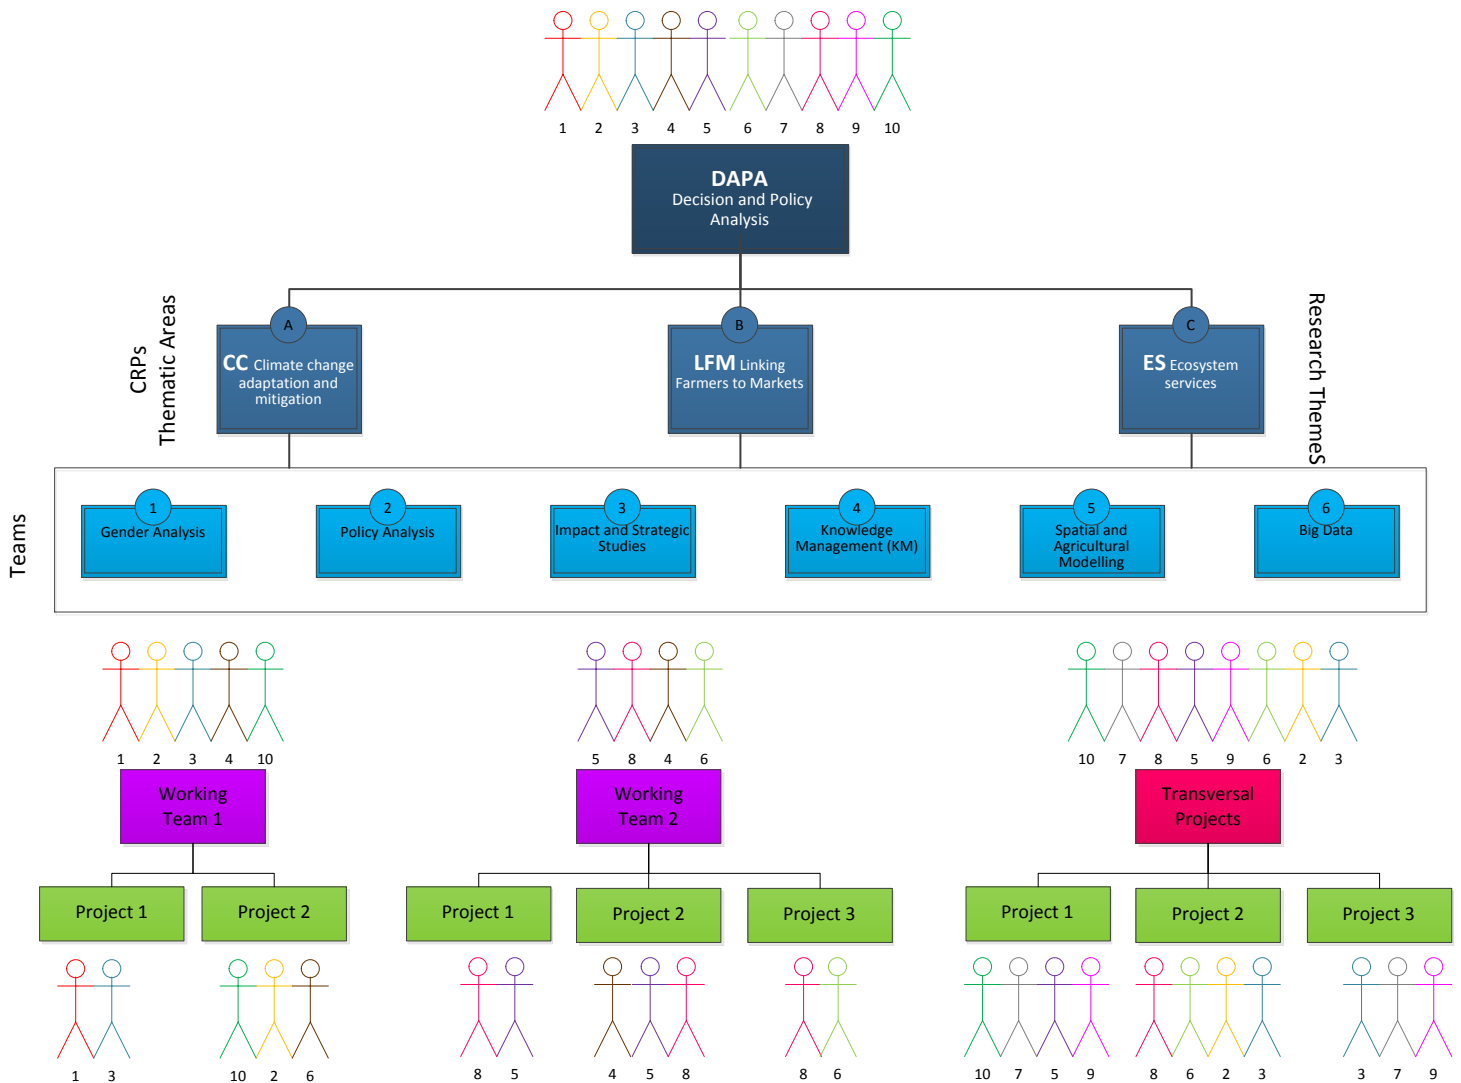 1 2 3 4 5 6 7 8 9 10
DAPA
Decision and Policy
Analysis
CRPs
Thematic Areas
A
CC Climate change
adaptation and
mitigation
B
LFM Linking
Farmers to Markets
C
ES Ecosystem
services
Research ThemeS
Teams
1
Gender Analysis
2
Policy Analysis
3
Impact and Strategic
Studies
4
Knowledge
Management (KM)
5
Spatial and
Agricultural
Modelling
6
Big Data
1 2 3 4 10
Working
Team 1
5 8 4 6
Working
Team 2
10 7 8 5 9 6 2 3
Transversal
Projects
Project 1
Project 2
Project 1
Project 2
Project 3
Project 1
Project 2
Project 3
1 3
10 2 6
8 5
4 5 8
8 6
10 7 5 9
8 6 2 3
3 7 9